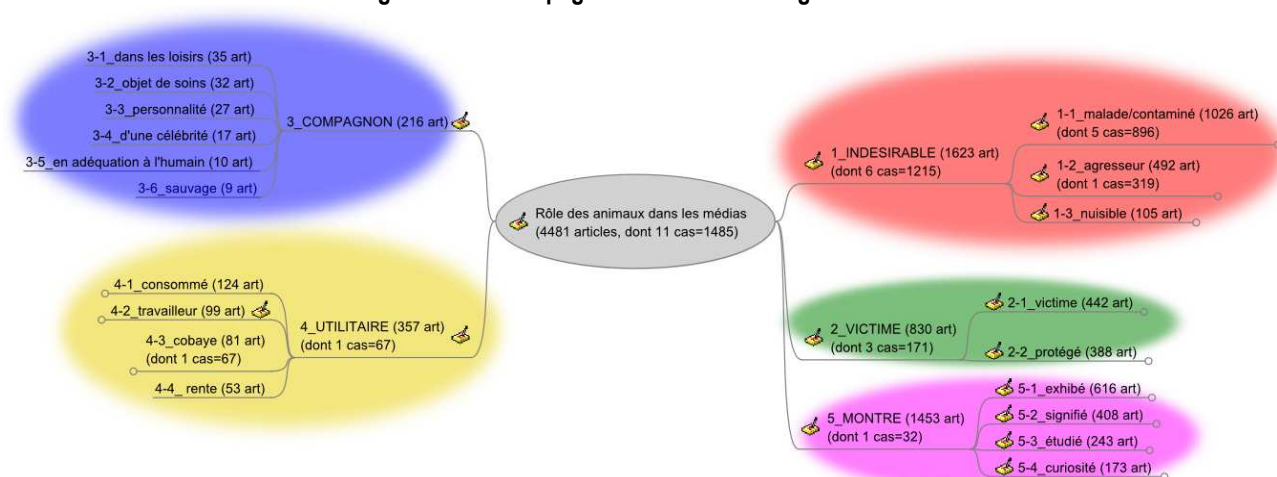 3-1_dans les loisirs (35 art)
3-2_objet de soins (32 art)
3-3_personnalité (27 art)
3-4_d'une célébrité (17 art)
3-5_en adéquation à l'humain (10 art)
3-6_sauvage (9 art)
3_COMPAGNON (216 art)
4-1_consommé (124 art)
4-2_travailleur (99 art)
4-3_cobaye (81 art)
(dont 1 cas=67)
4-4_ rente (53 art)
4_UTILITAIRE (357 art)
(dont 1 cas=67)
Rôle des animaux dans les médias
(4481 articles, dont 11 cas=1485)
1_INDESIRABLE (1623 art)
(dont 6 cas=1215)
1-1_malade/contaminé (1026 art)
(dont 5 cas=896)
1-2_agresseur (492 art)
(dont 1 cas=319)
1-3_nuisible (105 art)
2_VICTIME (830 art)
(dont 3 cas=171)
2-1_victime (442 art)
2-2_protégé (388 art)
5_MONTRE (1453 art)
(dont 1 cas=32)
5-1_exhibé (616 art)
5-2_signifié (408 art)
5-3_étudié (243 art)
5-4_curiosité (173 art)